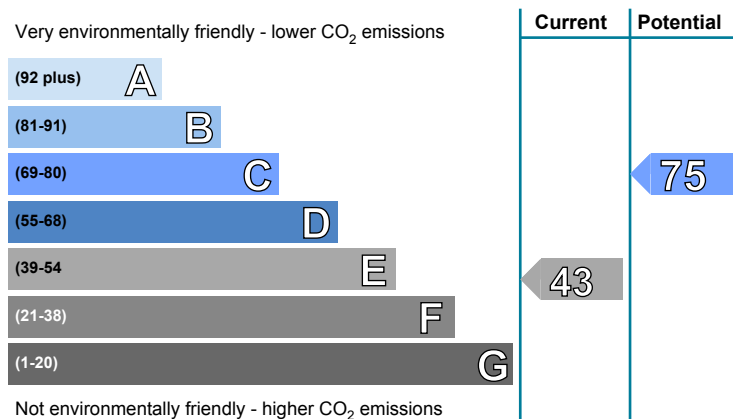 Current Potential
Very environmentally friendly - lower CO₂ emissions
(92 plus) A
(81-91) B
(69-80) C 75
(55-68) D
(39-54 E 43
(21-38) F
(1-20) G
Not environmentally friendly - higher CO₂ emissions